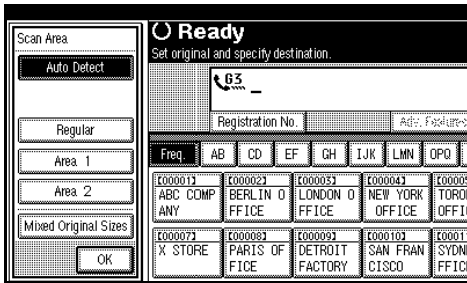 Scan Area
Auto Detect
Regular
Area 1
Area 2
Mixed Original Sizes
OK
Ready
Set original and specify destination.
G3 _
Registration No.
Adv. Features
Freq. AB CD EF GH IJK LMN OPQ
[00001] [00002] [00003] [00004] [00005
ABC COMP BERLIN O LONDON O NEW YORK TORO
ANY FFICE FFICE OFFICE OFFI
[00007] [00008] [00009] [00010] [0001
X STORE PARIS OF DETROIT SAN FRAN SYDN
FICE FACTORY CISCO FFIC